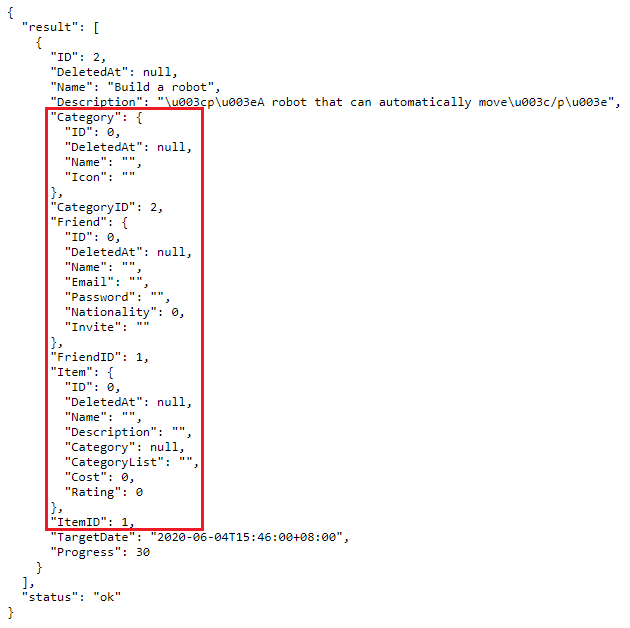 {
  "result": [
    {
      "ID": 2,
      "DeletedAt": null,
      "Name": "Build a robot",
      "Description": "\u003cp\u003eA robot that can automatically move\u003c/p\u003e",
      "Category": {
        "ID": 0,
        "DeletedAt": null,
        "Name": "",
        "Icon": ""
      },
      "CategoryID": 2,
      "Friend": {
        "ID": 0,
        "DeletedAt": null,
        "Name": "",
        "Email": "",
        "Password": "",
        "Nationality": 0,
        "Invite": ""
      },
      "FriendID": 1,
      "Item": {
        "ID": 0,
        "DeletedAt": null,
        "Name": "",
        "Description": "",
        "Category": null,
        "CategoryList": "",
        "Cost": 0,
        "Rating": 0
      },
      "ItemID": 1,
      "TargetDate": "2020-06-04T15:46:00+08:00",
      "Progress": 30
    }
  ],
  "status": "ok"
}